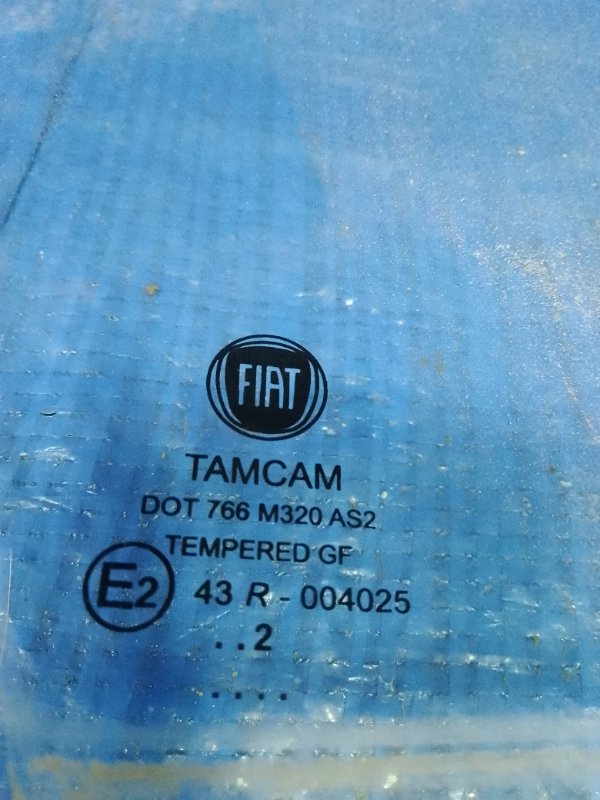 FIAT
TAMCAM
DOT 766 M320 AS2
TEMPERED GF
E2 43 R - 004025
. . 2
. . . .